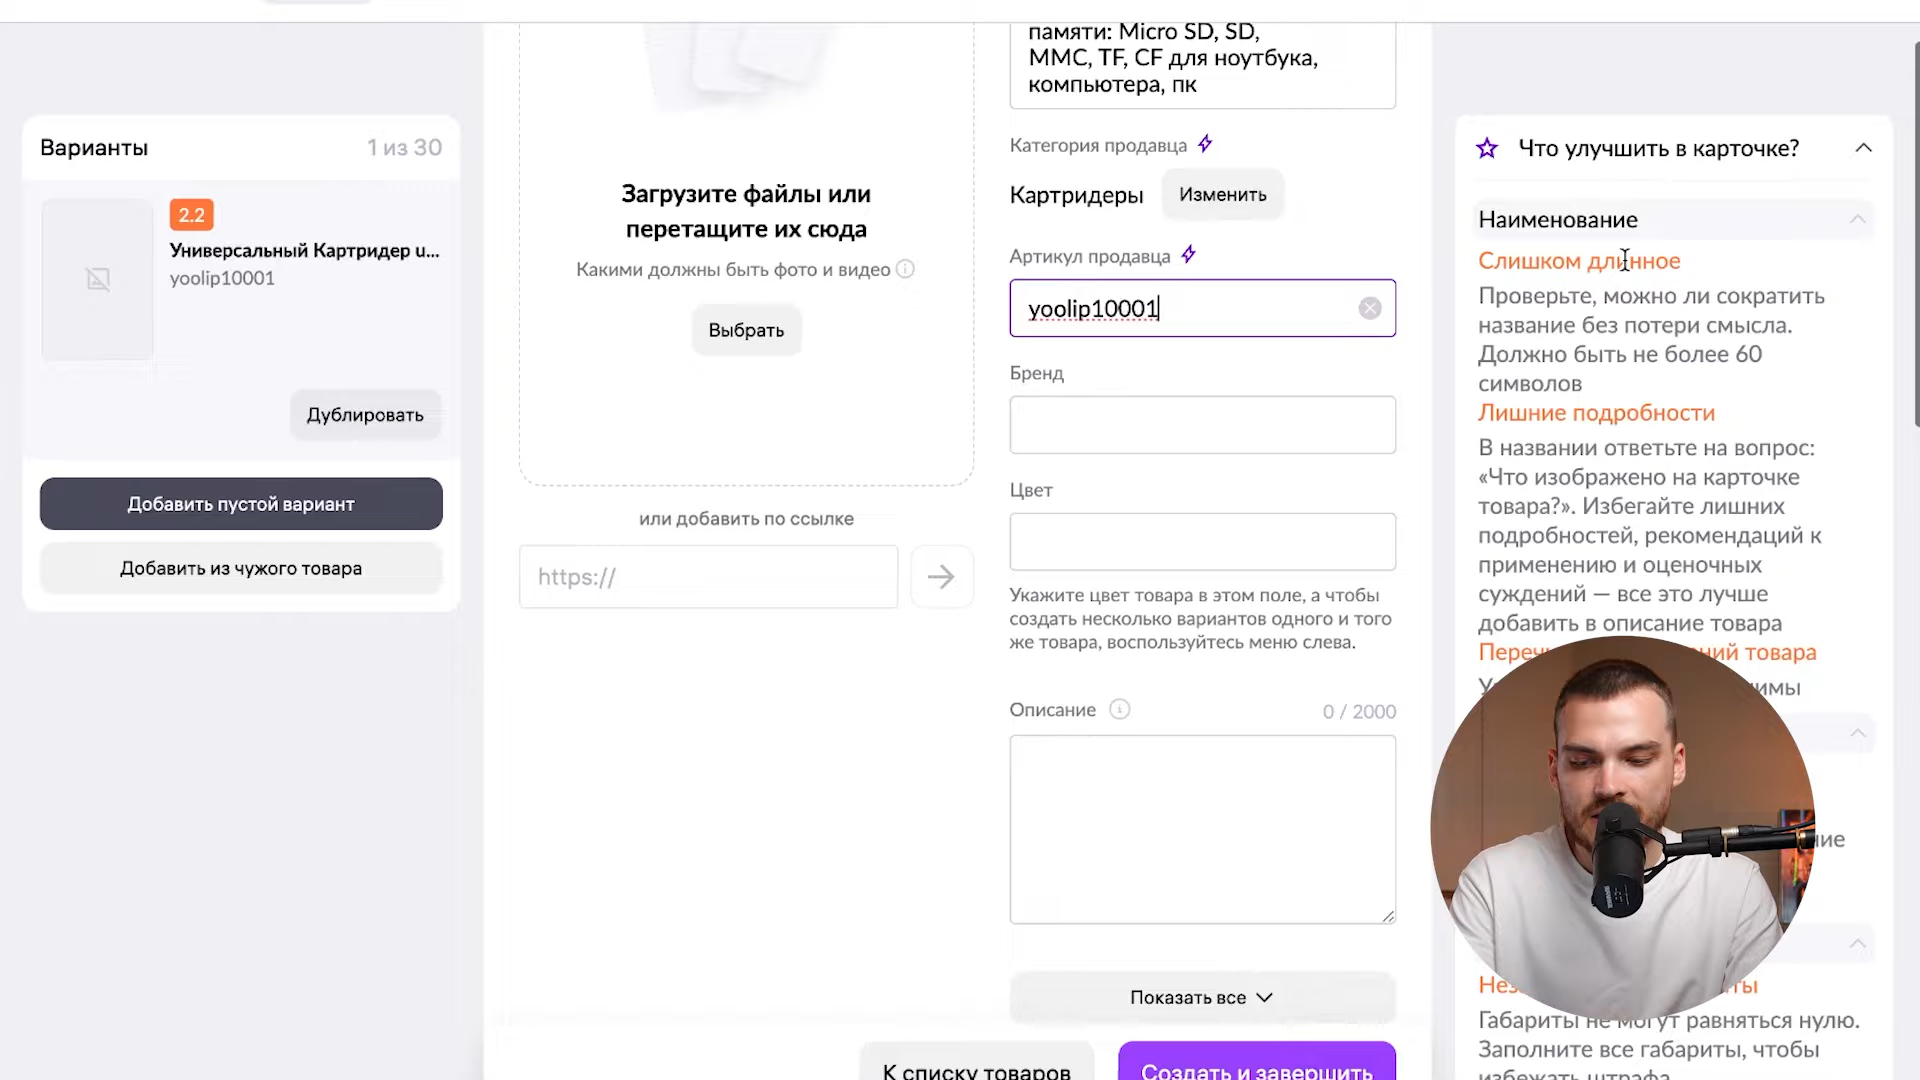 Варианты
1 из 30
2.2
Универсальный Картридер u...
yoolip10001
Дублировать
Добавить пустой вариант
Добавить из чужого товара
Загрузите файлы или
перетащите их сюда
Какими должны быть фото и видео
Выбрать
или добавить по ссылке
https://
памяти: Micro SD, SD,
MMC, TF, CF для ноутбука,
компьютера, пк
Категория продавца
Картридеры
Изменить
Артикул продавца
yoolip10001
Бренд
Цвет
Укажите цвет товара в этом поле, а чтобы
создать несколько вариантов одного и того
же товара, воспользуйтесь меню слева.
Описание
0 / 2000
Показать все
К списку товаров
Создать и завершить
Что улучшить в карточке?
Наименование
Слишком длинное
Проверьте, можно ли сократить
название без потери смысла.
Должно быть не более 60
символов
Лишние подробности
В названии ответьте на вопрос:
«Что изображено на карточке
товара?». Избегайте лишних
подробностей, рекомендаций к
применению и оценочных
суждений — все это лучше
добавить в описание товара
товара
Габариты не могут равняться нулю.
Заполните все габариты, чтобы
избежать штрафа